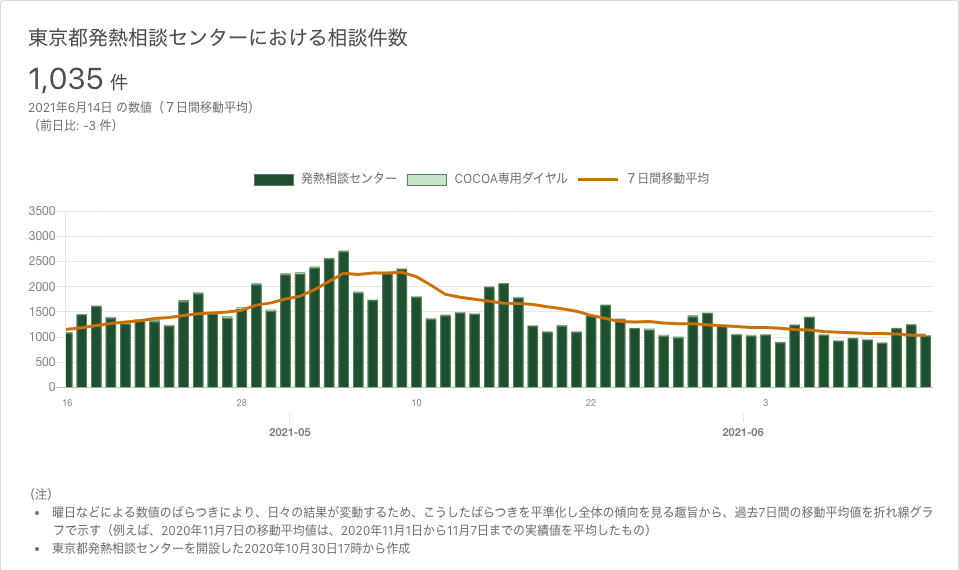 東京都発熱相談センターにおける相談件数
1,035 件
2021年6月14日 の数値（７日間移動平均）
（前日比: -3 件）
発熱相談センター COCOA専用ダイヤル ７日間移動平均
3500
3000
2500
2000
1500
1000
500
0
16 28 10 22 3
2021-05 2021-06
（注）
• 曜日などによる数値のばらつきにより、日々の結果が変動するため、こうしたばらつきを平準化し全体の傾向を見る趣旨から、過去7日間の移動平均値を折れ線グラ
フで示す（例えば、2020年11月7日の移動平均値は、2020年11月1日から11月7日までの実績値を平均したもの）
• 東京都発熱相談センターを開設した2020年10月30日17時から作成